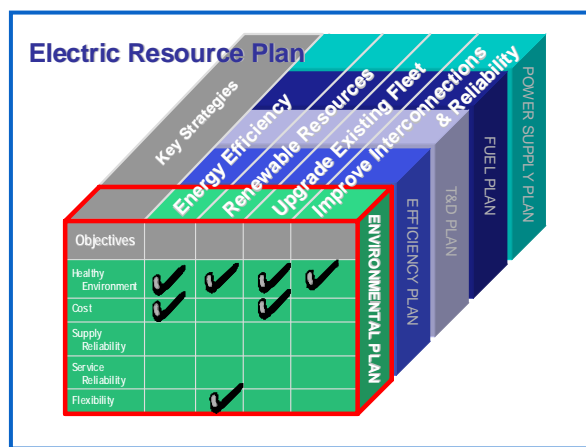 Electric Resource Plan
Key Strategies
Energy Efficiency
Renewable Resources
Upgrade Existing Fleet
Improve Interconnections
& Reliability
POWER SUPPLY PLAN
FUEL PLAN
T&D PLAN
EFFICIENCY PLAN
ENVIRONMENTAL PLAN
Objectives
Healthy
Environment
Cost
Supply
Reliability
Service
Reliability
Flexibility